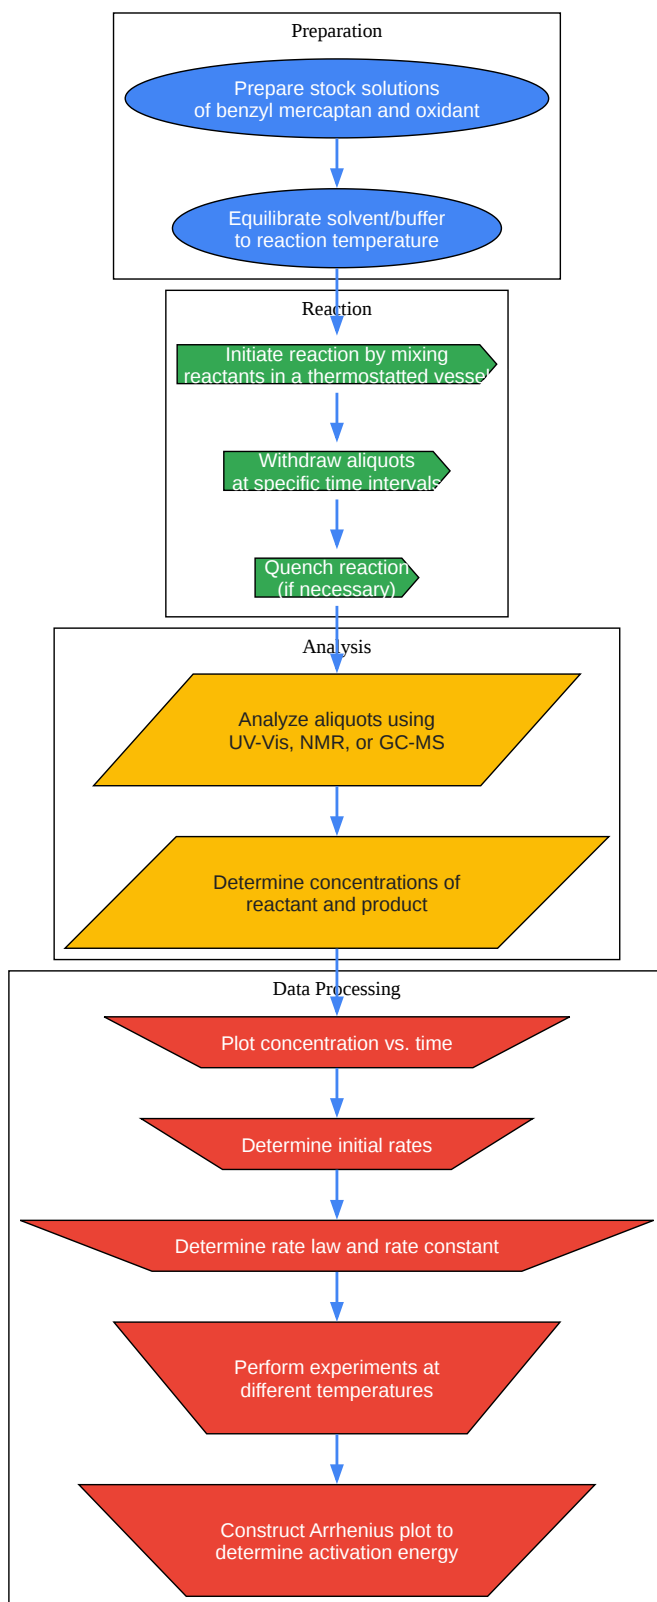 Preparation
Prepare stock solutions
of benzyl mercaptan and oxidant
Equilibrate solvent/buffer
to reaction temperature
Reaction
Initiate reaction by mixing
reactants in a thermostatted vessel
Withdraw aliquots
at specific time intervals
Quench reaction
(if necessary)
Analysis
Analyze aliquots using
UV-Vis, NMR, or GC-MS
Determine concentrations of
reactant and product
Data Processing
Plot concentration vs. time
Determine initial rates
Determine rate law and rate constant
Perform experiments at
different temperatures
Construct Arrhenius plot to
determine activation energy